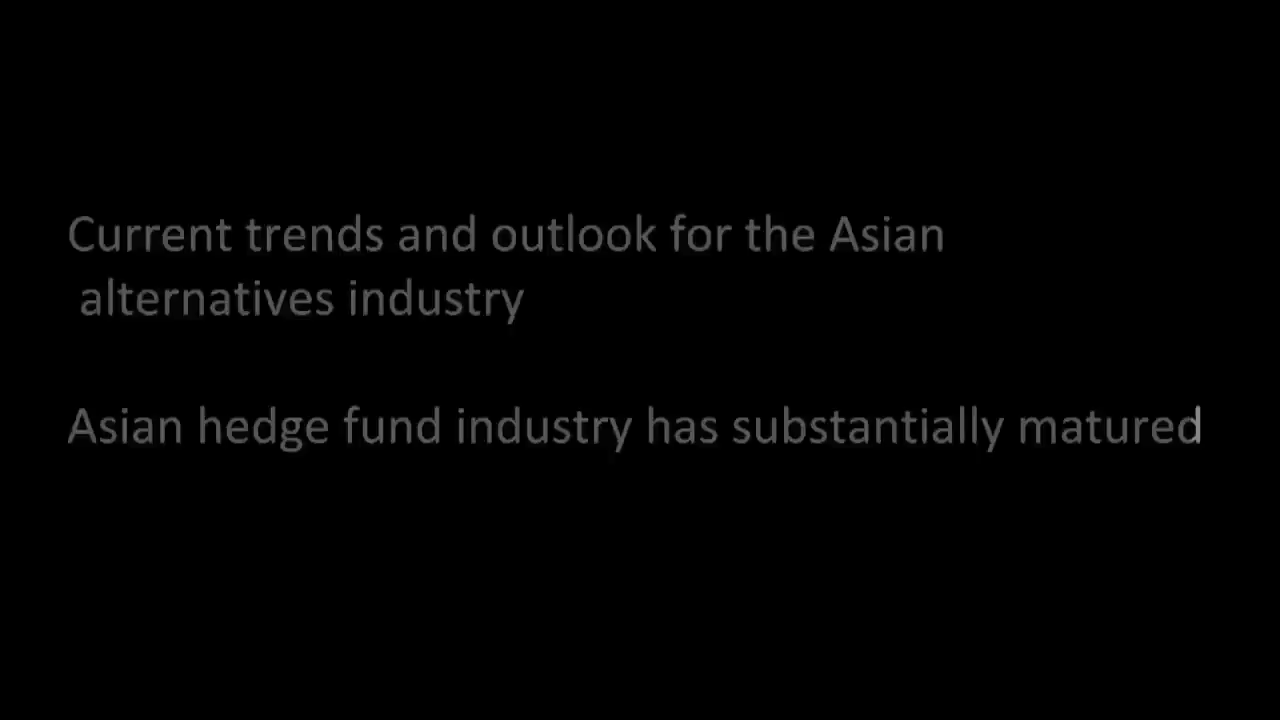 Current trends and outlook for the Asian
alternatives industry
Asian hedge fund industry has substantially matured